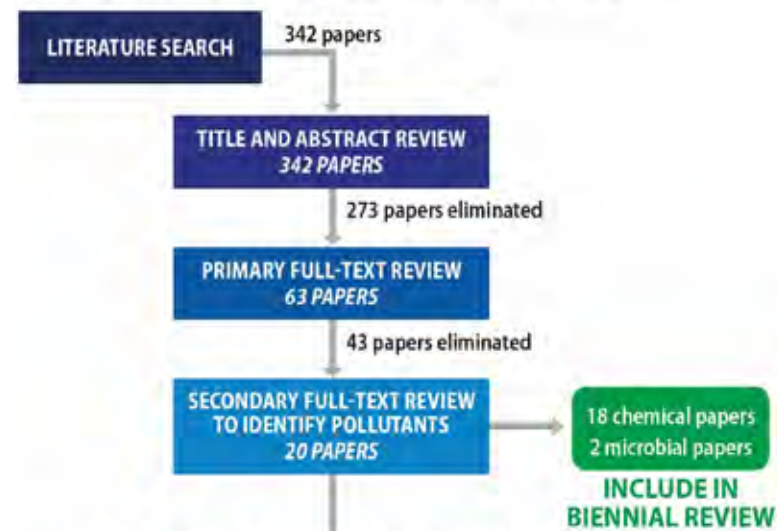 LITERATURE SEARCH
342 papers
TITLE AND ABSTRACT REVIEW
342 PAPERS
273 papers eliminated
PRIMARY FULL-TEXT REVIEW
63 PAPERS
43 papers eliminated
SECONDARY FULL-TEXT REVIEW
TO IDENTIFY POLLUTANTS
20 PAPERS
18 chemical papers
2 microbial papers
INCLUDE IN
BIENNIAL REVIEW